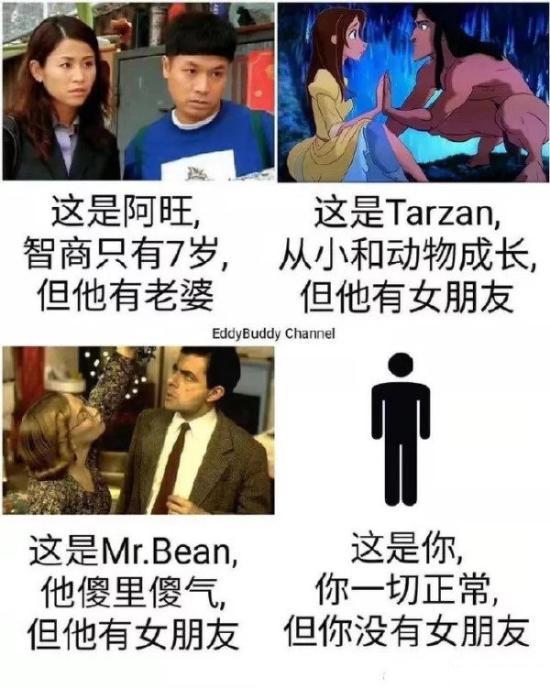 这是阿旺,
智商只有7岁,
但他有老婆
这是Tarzan,
从小和动物成长,
但他有女朋友
EddyBuddy Channel
这是Mr.Bean,
他傻里傻气,
但他有女朋友
这是你,
你一切正常,
但你没有女朋友